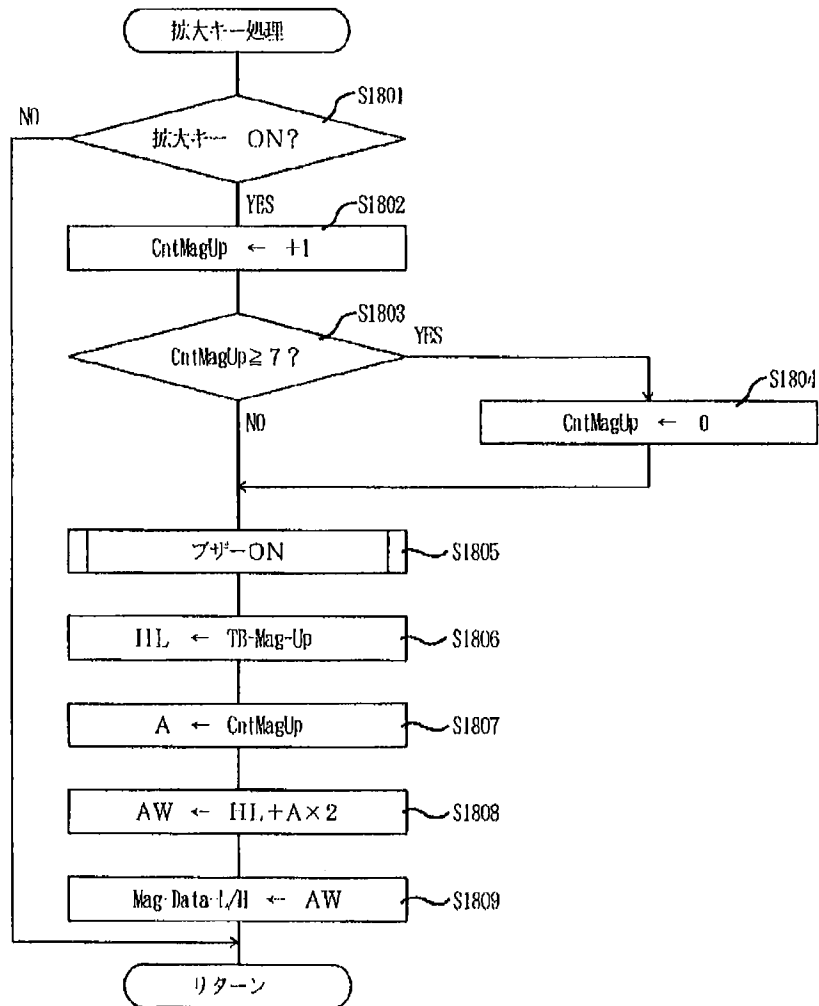 拡大キー処理
S1801
NO
拡大キー ON?
YES
S1802
CntMagUp ← +1
S1803
CntMagUp≧7?
YES
S1804
NO
CntMagUp ← 0
ブザーON
S1805
HL ← TB-Mag-Up
S1806
A ← CntMagUp
S1807
AW ← HL+A×2
S1808
Mag-Data-L/H ← AW
S1809
リターン